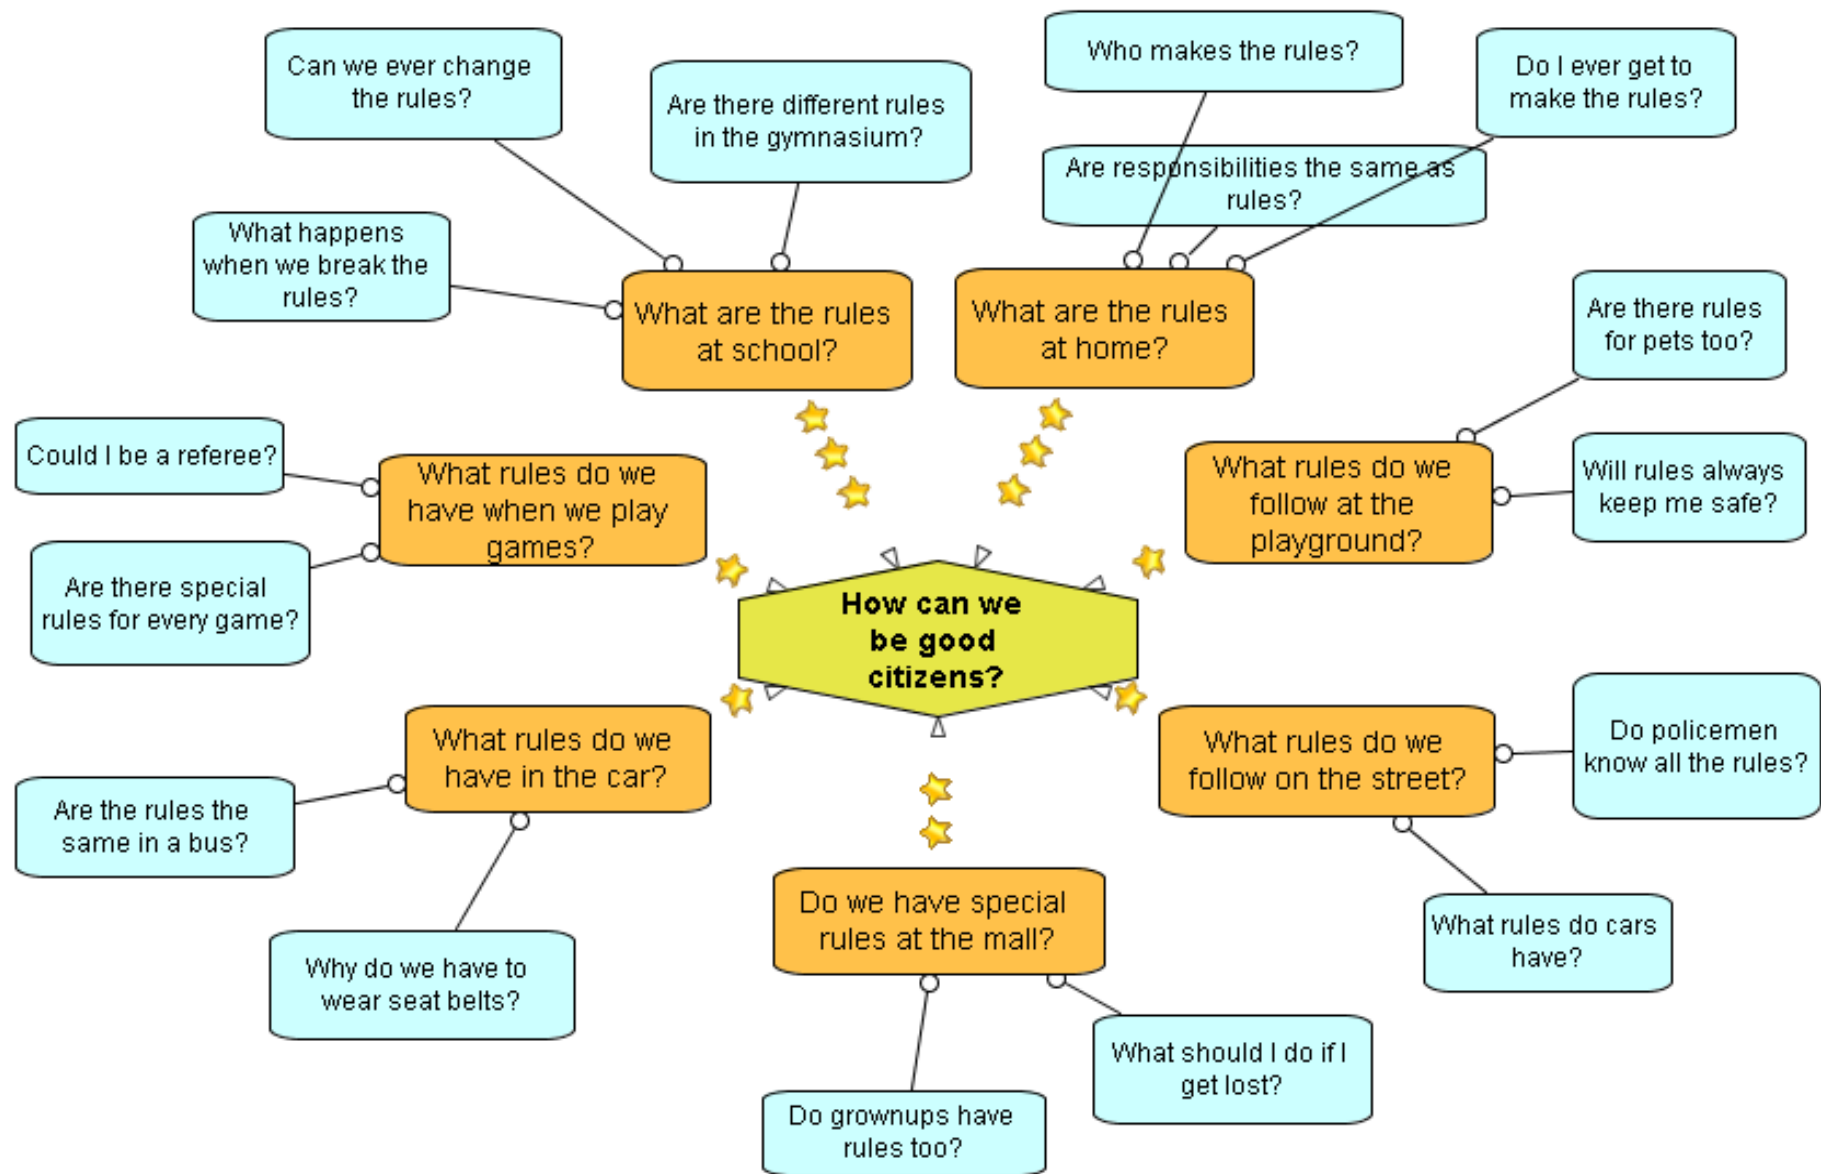 Can we ever change
the rules?
Are there different rules
in the gymnasium?
Who makes the rules?
Do I ever get to
make the rules?
Are responsibilities the same as
rules?
What happens
when we break the
rules?
What are the rules
at school?
What are the rules
at home?
Are there rules
for pets too?
Could I be a referee?
What rules do we
have when we play
games?
What rules do we
follow at the
playground?
Will rules always
keep me safe?
Are there special
rules for every game?
How can we
be good
citizens?
What rules do we
have in the car?
What rules do we
follow on the street?
Do policemen
know all the rules?
Are the rules the
same in a bus?
Do we have special
rules at the mall?
What rules do cars
have?
Why do we have to
wear seat belts?
What should I do if I
get lost?
Do grownups have
rules too?